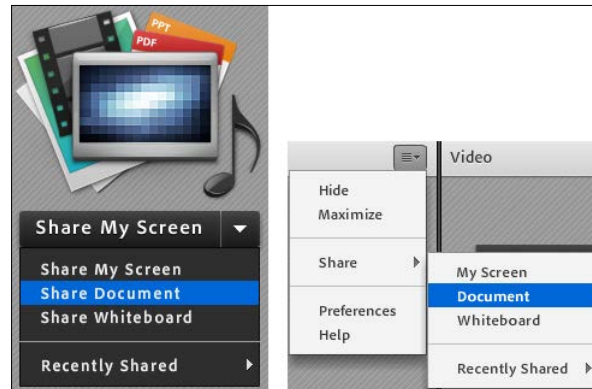 PPT
PDF
Share My Screen
Share My Screen
Share Document
Share Whiteboard
Recently Shared
Video
Hide
Maximize
Share
Preferences
Help
My Screen
Document
Whiteboard
Recently Shared